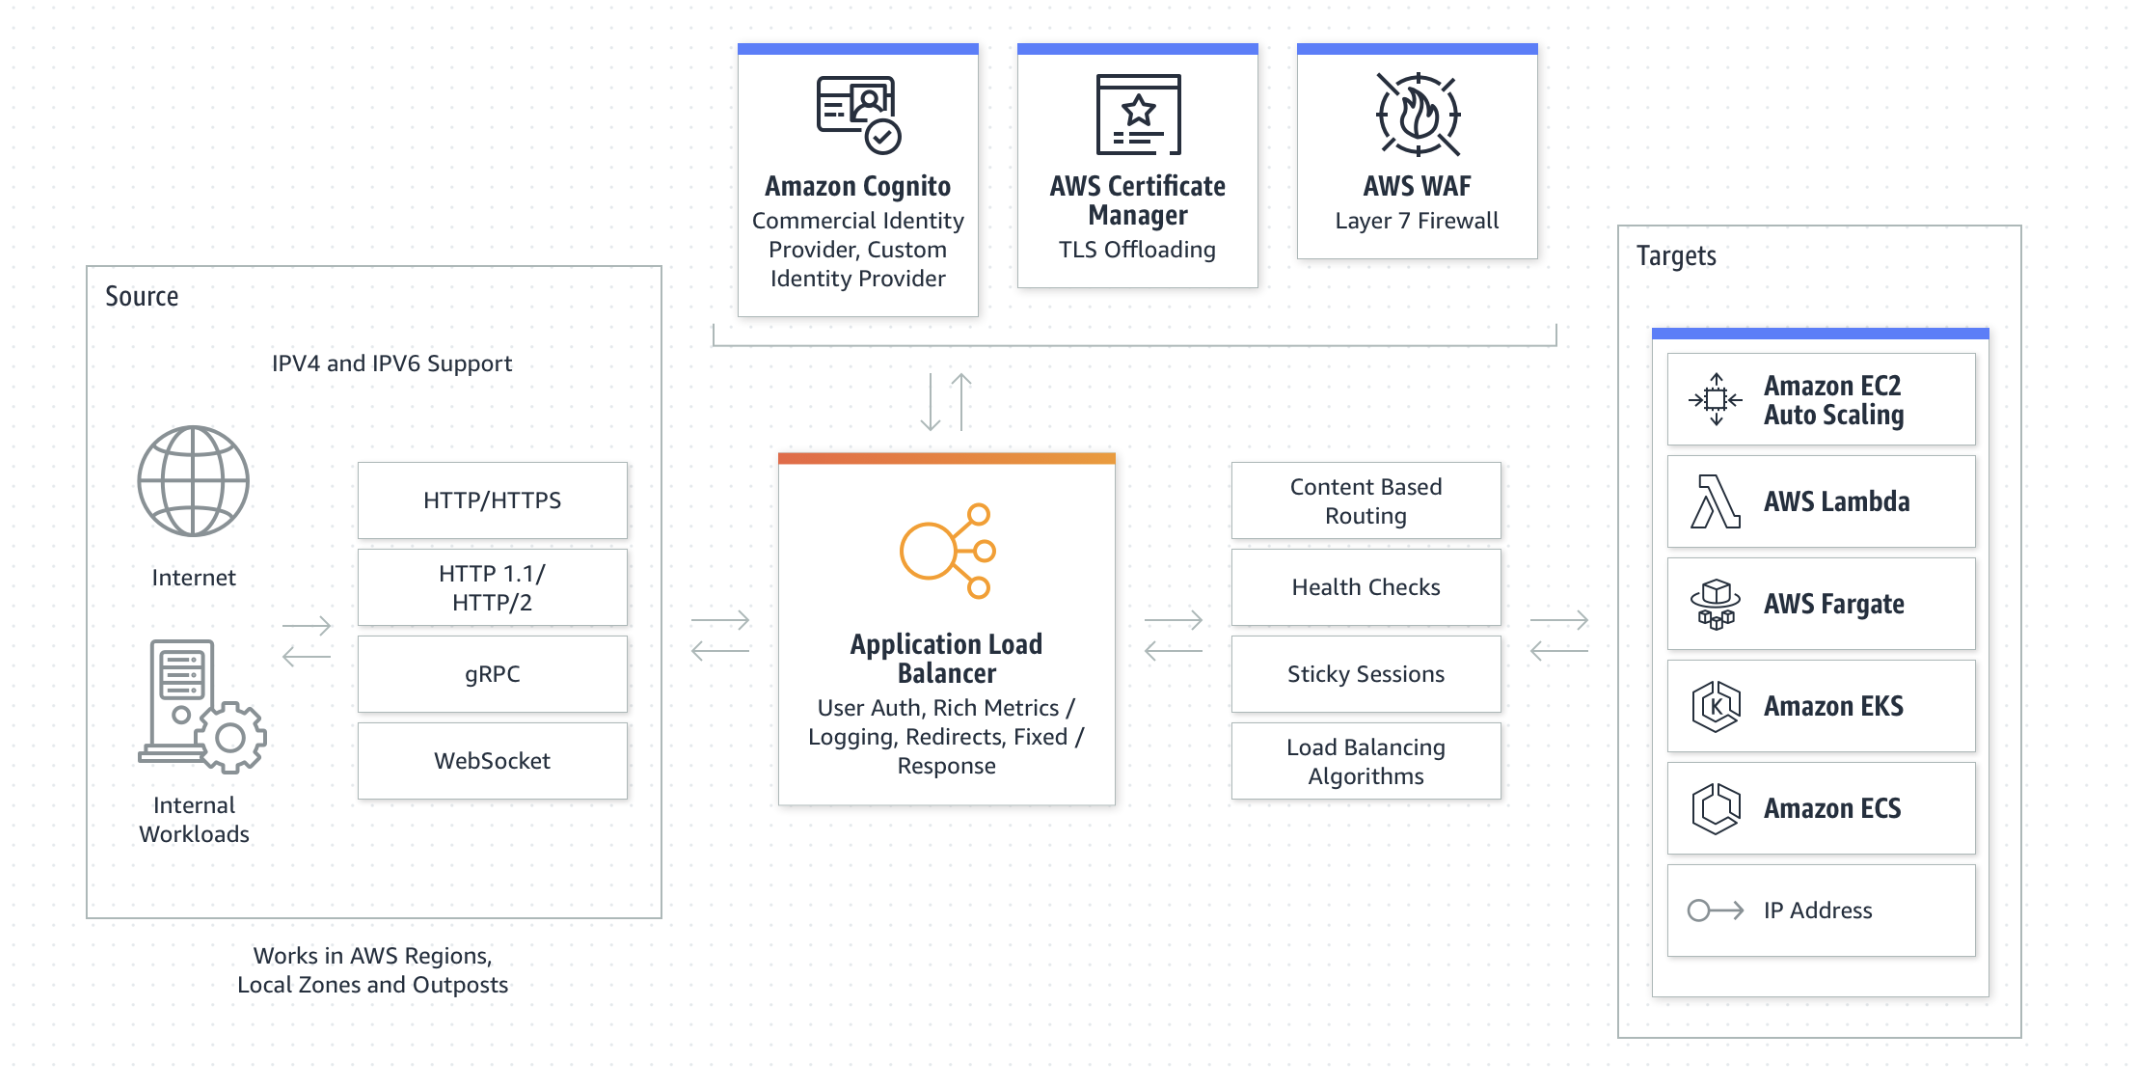 Amazon Cognito
Commercial Identity
Provider, Custom
Identity Provider
AWS Certificate
Manager
TLS Offloading
AWS WAF
Layer 7 Firewall
Source
IPV4 and IPV6 Support
Internet
Internal
Workloads
HTTP/HTTPS
HTTP 1.1/
HTTP/2
gRPC
WebSocket
Works in AWS Regions,
Local Zones and Outposts
Application Load
Balancer
User Auth, Rich Metrics /
Logging, Redirects, Fixed /
Response
Content Based
Routing
Health Checks
Sticky Sessions
Load Balancing
Algorithms
Targets
Amazon EC2
Auto Scaling
AWS Lambda
AWS Fargate
K
Amazon EKS
Amazon ECS
IP Address